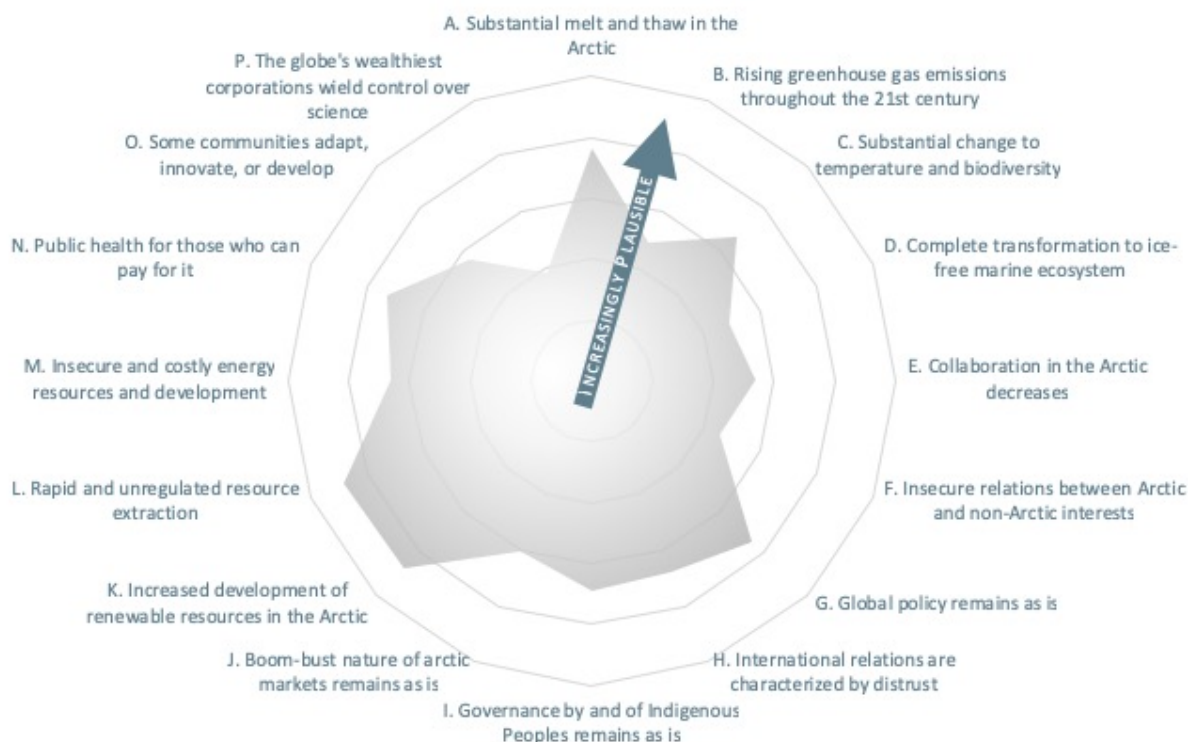 A. Substantial melt and thaw in the
Arctic
B. Rising greenhouse gas emissions
throughout the 21st century
C. Substantial change to
temperature and biodiversity
D. Complete transformation to ice-
free marine ecosystem
E. Collaboration in the Arctic
decreases
F. Insecure relations between Arctic
and non-Arctic interests
G. Global policy remains as is
H. International relations are
characterized by distrust
I. Governance by and of Indigenous
Peoples remains as is
J. Boom-bust nature of arctic
markets remains as is
K. Increased development of
renewable resources in the Arctic
L. Rapid and unregulated resource
extraction
M. Insecure and costly energy
resources and development
N. Public health for those who can
pay for it
O. Some communities adapt,
innovate, or develop
P. The globe's wealthiest
corporations wield control over
science
INCREASINGLY PLAUSIBLE